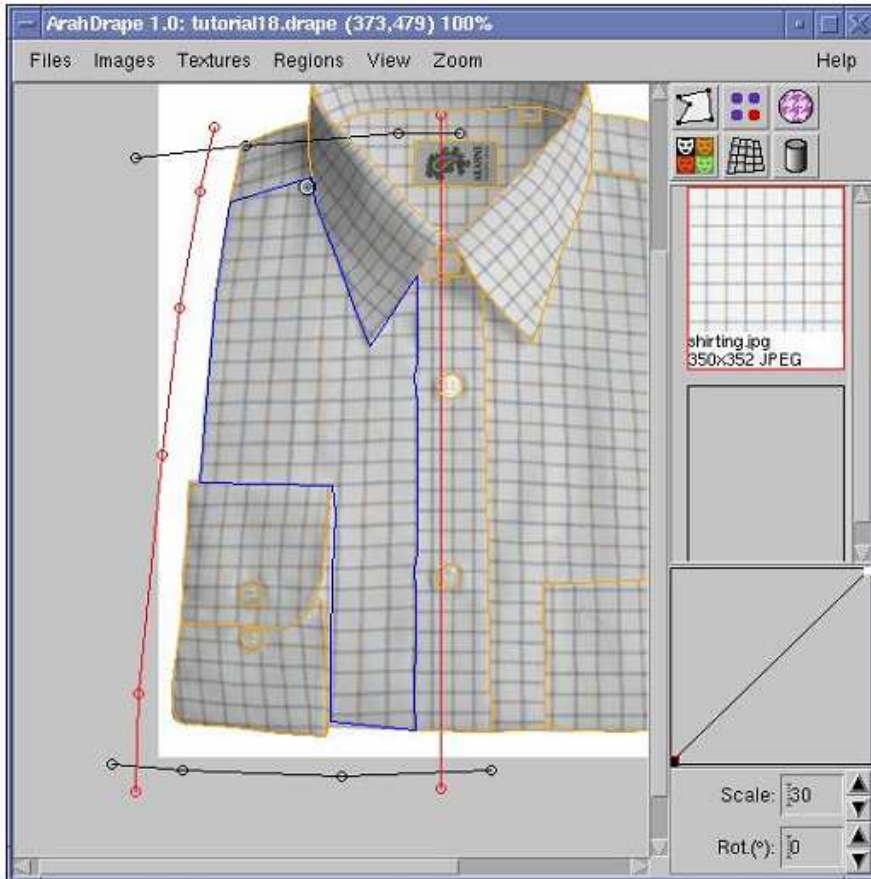 ArahDrape 1.0: tutorial18.drape (373,479) 100%
Files Images Textures Regions View Zoom Help
shirting.jpg
350x352 JPEG
Scale: 30
Rot.(°): 0